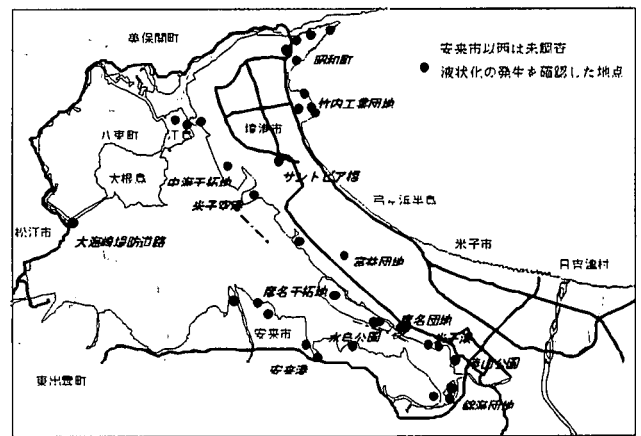 美保関町
安来市以西は未調査
昭和町
● 液状化の発生を確認した地点
竹内工業団地
八束町
江島
境港市
大根島
中海干拓地
サントピア橋
米子空港
弓ヶ浜半島
松江市
大海崎堤防道路
富益団地
米子市
日吉津村
彦名干拓地
彦名団地
安来市
水鳥公園
米子港
湊山公園
安来港
東出雲町
錦海団地